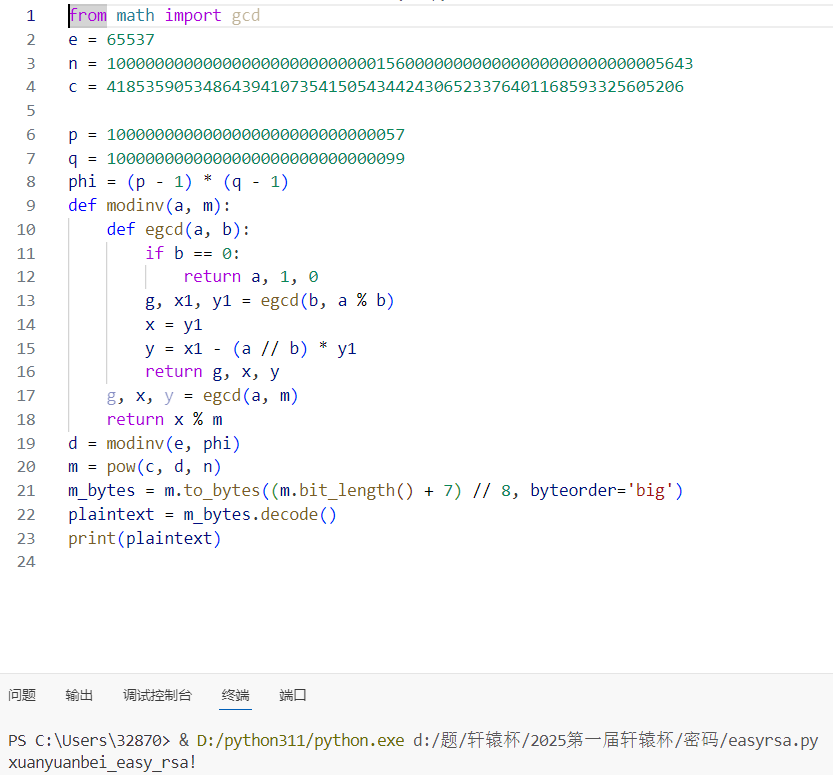 1 from math import gcd
2 e = 65537
3 n = 1000000000000000000000000000156000000000000000000000000005643
4 c = 418535905348643941073541505434424306523376401168593325605206
5
6 p = 1000000000000000000000000000057
7 q = 1000000000000000000000000000099
8 phi = (p - 1) * (q - 1)
9 def modinv(a, m):
10     def egcd(a, b):
11         if b == 0:
12             return a, 1, 0
13         g, x1, y1 = egcd(b, a % b)
14         x = y1
15         y = x1 - (a // b) * y1
16         return g, x, y
17     g, x, y = egcd(a, m)
18     return x % m
19 d = modinv(e, phi)
20 m = pow(c, d, n)
21 m_bytes = m.to_bytes((m.bit_length() + 7) // 8, byteorder='big')
22 plaintext = m_bytes.decode()
23 print(plaintext)
24
问题 输出 调试控制台 终端 端口
PS C:\Users\32870> & D:/python311/python.exe d:/题/轩辕杯/2025第一届轩辕杯/密码/easyrsa.py
xuanyuanbei_easy_rsa!